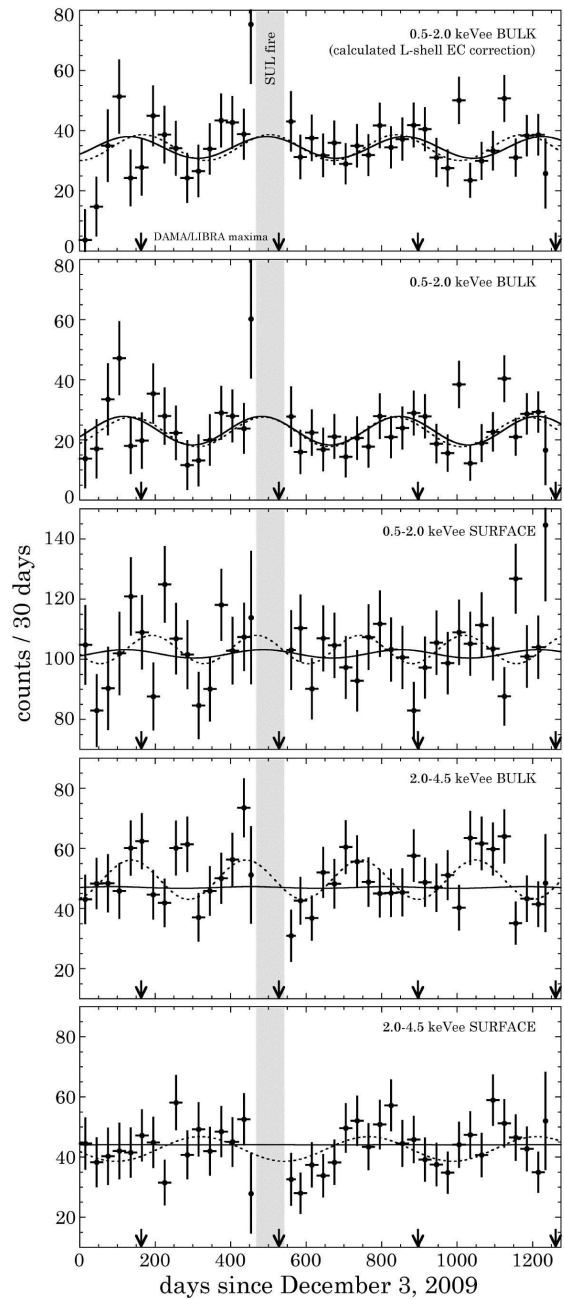 80
0.5-2.0 keVee BULK
(calculated L-shell EC correction)
SUL fire
60
40
20
DAMA/LIBRA maxima
0
80
0.5-2.0 keVee BULK
60
40
20
0
140
0.5-2.0 keVee SURFACE
120
100
80
counts / 30 days
80
2.0-4.5 keVee BULK
60
40
20
80
2.0-4.5 keVee SURFACE
60
40
20
0 200 400 600 800 1000 1200
days since December 3, 2009